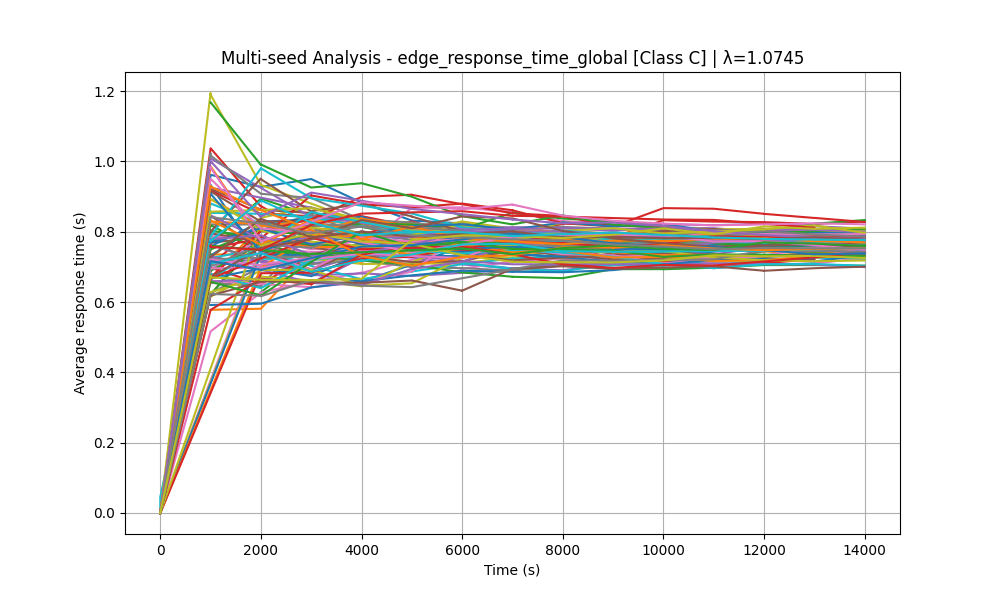 Multi-seed Analysis - edge_response_time_global [Class C] | λ=1.0745
Average response time (s)
1.2
1.0
0.8
0.6
0.4
0.2
0.0
0 2000 4000 6000 8000 10000 12000 14000
Time (s)